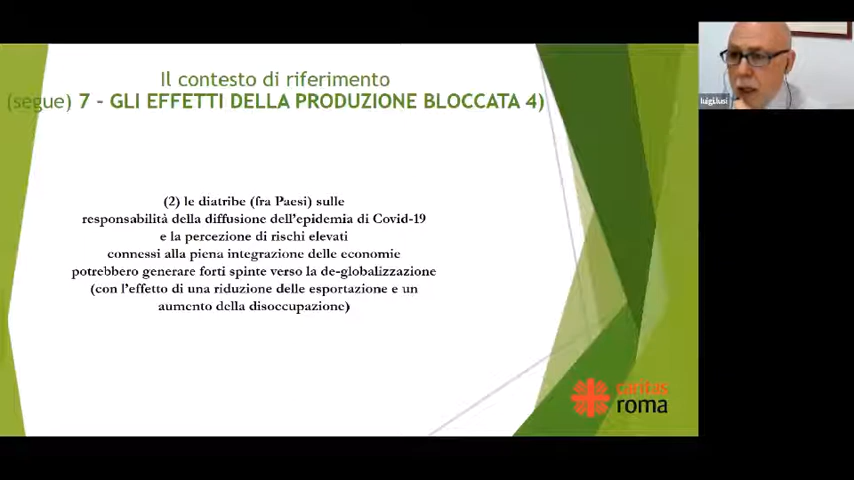 Il contesto di riferimento
(segue) 7 - GLI EFFETTI DELLA PRODUZIONE BLOCCATA 4)
(2) le diatribe (fra Paesi) sulle
responsabilità della diffusione dell'epidemia di Covid-19
e la percezione di rischi elevati
connessi alla piena integrazione delle economie
potrebbero generare forti spinte verso la de-globalizzazione
(con l'effetto di una riduzione delle esportazione e un
aumento della disoccupazione)
caritas
roma
luigi.lusi